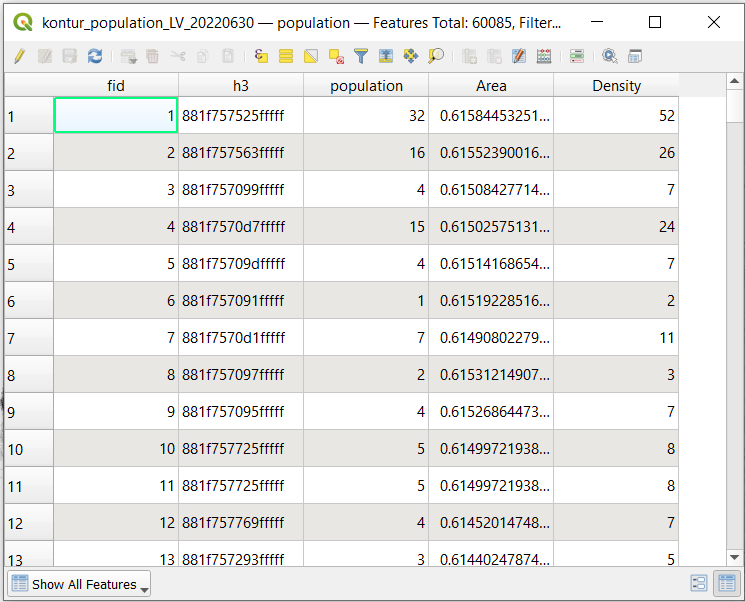 kontur_population_LV_20220630 — population — Features Total: 60085, Filter...
fid h3 population Area Density
1 1 881f757525fffff 32 0.61584453251... 52
2 2 881f757563fffff 16 0.61552390016... 26
3 3 881f757099fffff 4 0.61508427714... 7
4 4 881f7570d7fffff 15 0.61502575131... 24
5 5 881f75709dfffff 4 0.61514168654... 7
6 6 881f757091fffff 1 0.61519228516... 2
7 7 881f7570d1fffff 7 0.61490802279... 11
8 8 881f757097fffff 2 0.61531214907... 3
9 9 881f757095fffff 4 0.61526864473... 7
10 10 881f757725fffff 5 0.61499721938... 8
11 11 881f757725fffff 5 0.61499721938... 8
12 12 881f757769fffff 4 0.61452014748... 7
13 13 881f757293fffff 3 0.61440247874... 5
Show All Features